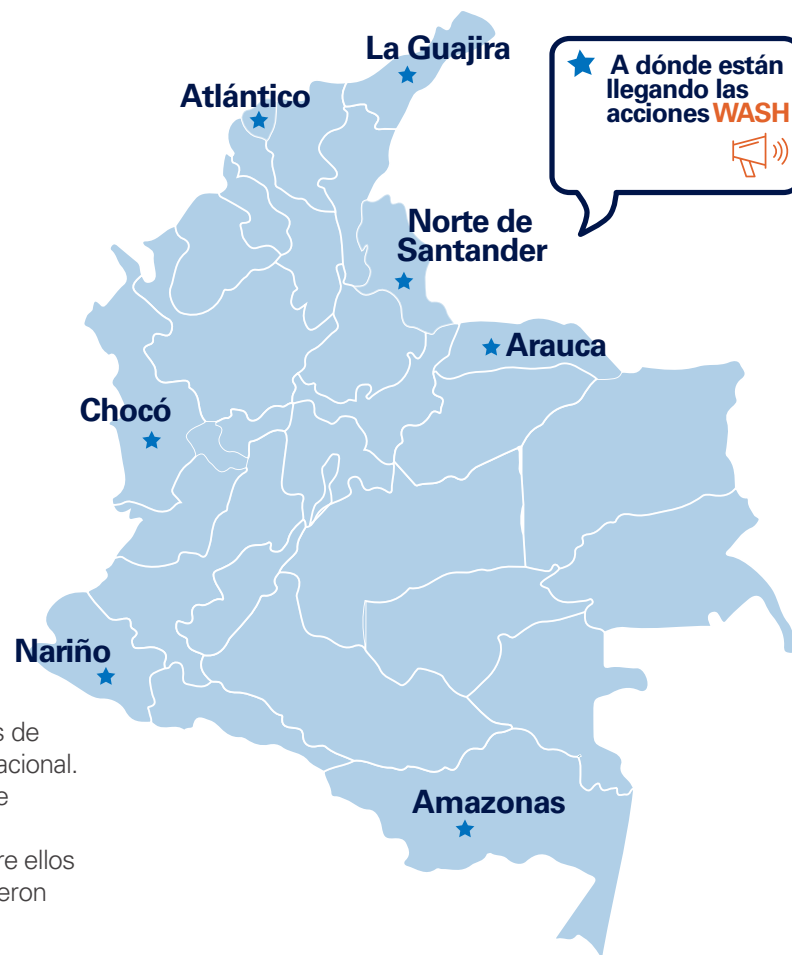 La Guajira
A dónde están
llegando las
acciones WASH
Atlántico
Norte de
Santander
Arauca
Chocó
Nariño
s de
acional.
e
re ellos
eron
Amazonas